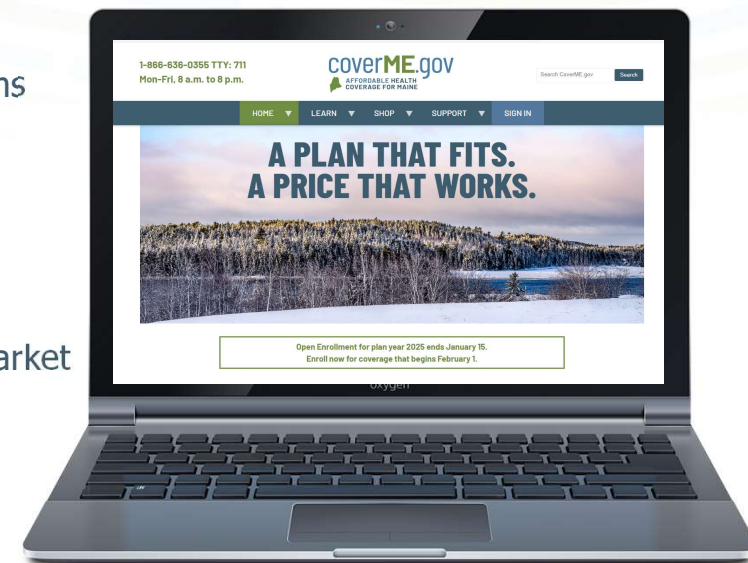 ns
arket
1-866-636-0355 TTY: 711
Mon-Fri, 8 a.m. to 8 p.m.
coverME.gov
AFFORDABLE HEALTH
COVERAGE FOR MAINE
Search CoverME.gov
Search
HOME ▼ LEARN ▼ SHOP ▼ SUPPORT ▼ SIGN IN
A PLAN THAT FITS.
A PRICE THAT WORKS.
Open Enrollment for plan year 2025 ends January 15.
Enroll now for coverage that begins February 1.
oxygen